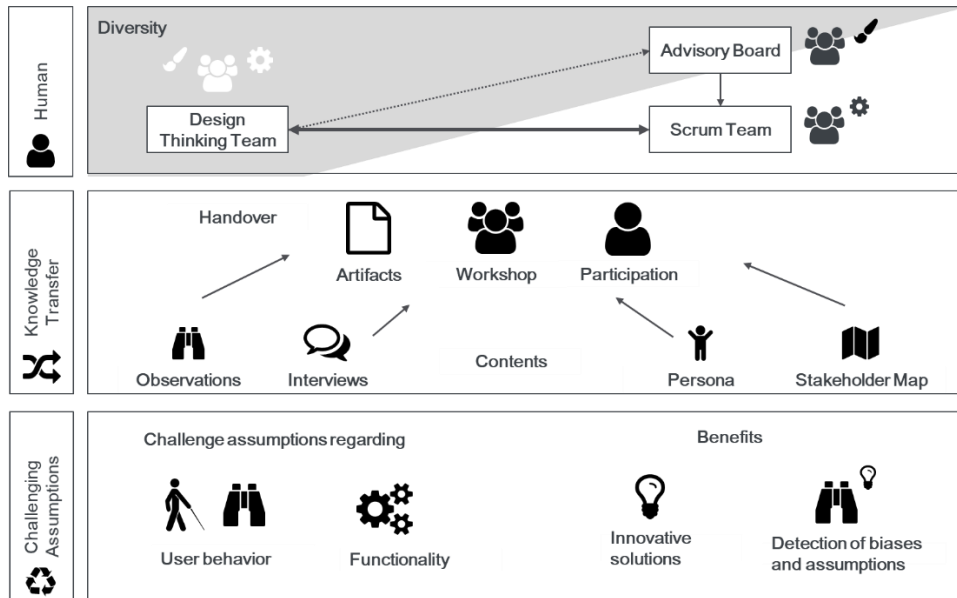 Human
Diversity
Advisory Board
Design
Thinking Team
Scrum Team
Knowledge
Transfer
Handover
Artifacts
Workshop
Participation
Observations
Interviews
Contents
Persona
Stakeholder Map
Challenging
Assumptions
Challenge assumptions regarding
Benefits
User behavior
Functionality
Innovative
solutions
Detection of biases
and assumptions